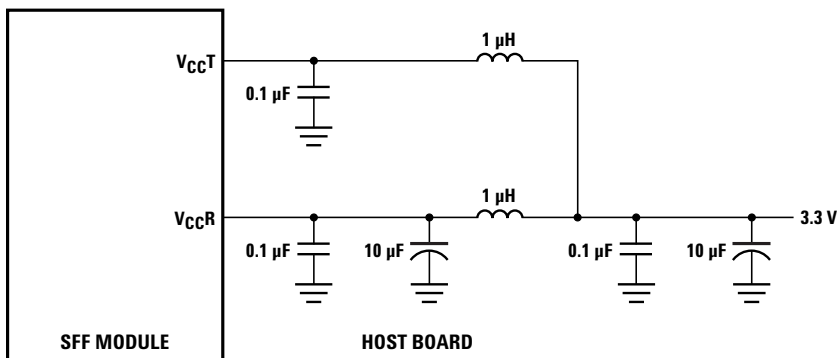 1 µH
VCCT
0.1 µF
1 µH
VCCR
3.3 V
0.1 µF
10 µF
0.1 µF
10 µF
SFF MODULE
HOST BOARD